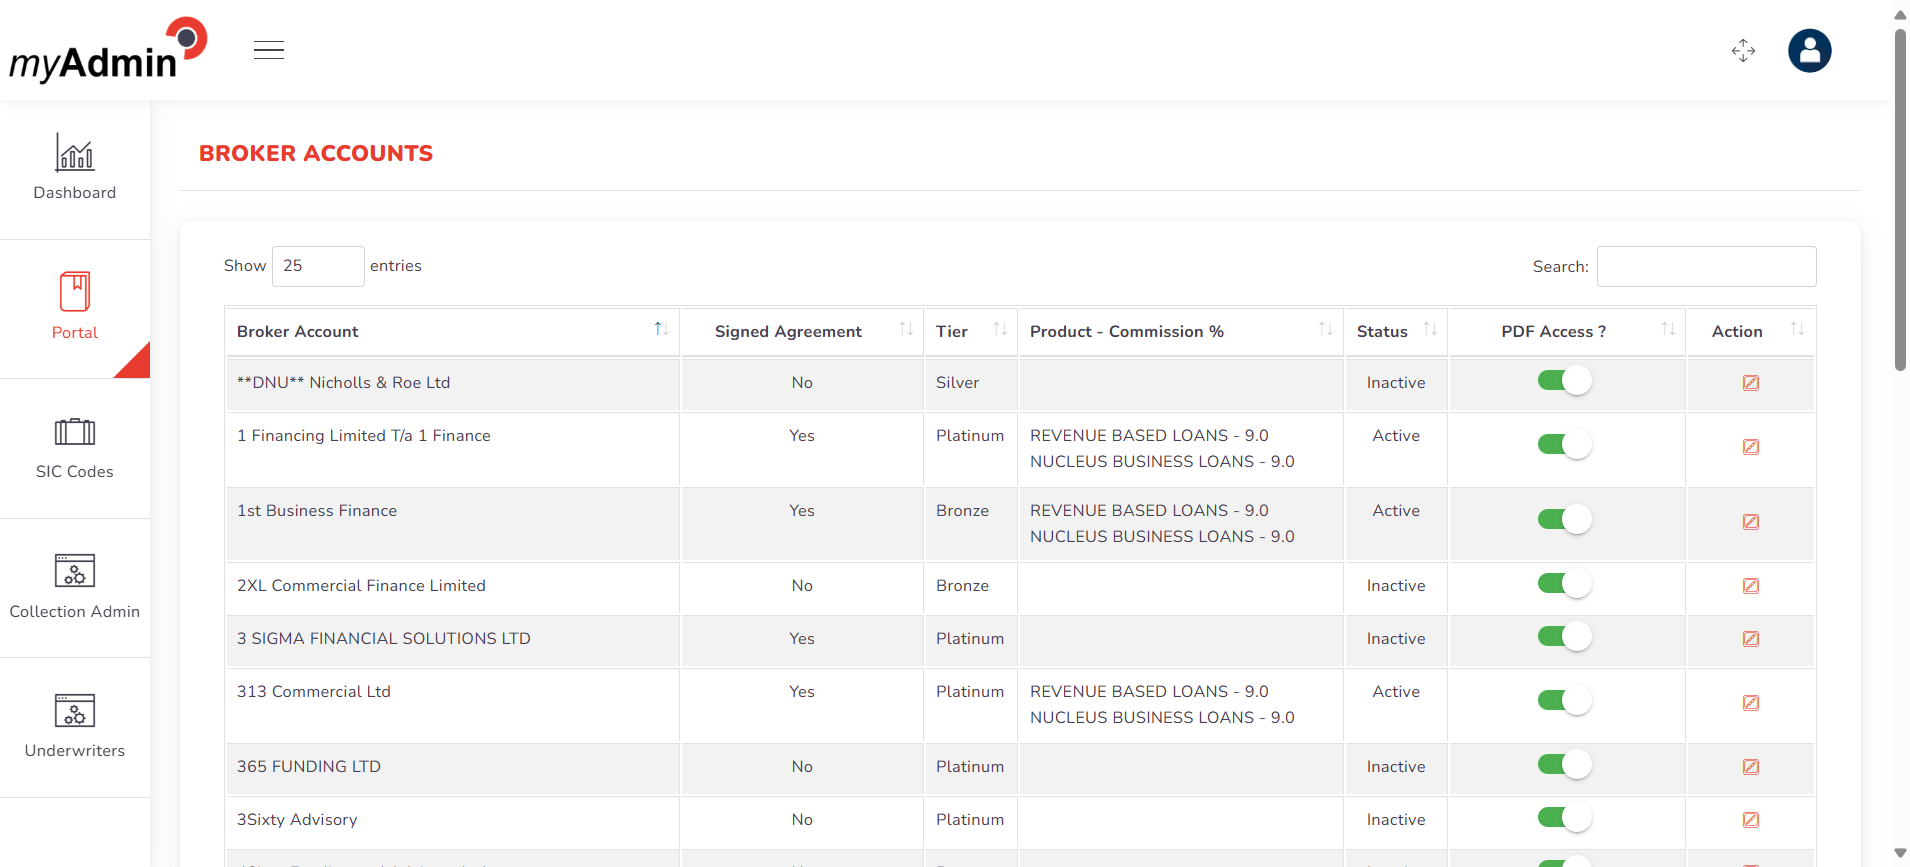 myAdmin
Dashboard
Portal
SIC Codes
Collection Admin
Underwriters
BROKER ACCOUNTS
Show 25 entries
Search:
Broker Account Signed Agreement Tier Product - Commission % Status PDF Access ? Action
**DNU** Nicholls & Roe Ltd No Silver Inactive
1 Financing Limited T/a 1 Finance Yes Platinum REVENUE BASED LOANS - 9.0 Active
NUCLEUS BUSINESS LOANS - 9.0
1st Business Finance Yes Bronze REVENUE BASED LOANS - 9.0 Active
NUCLEUS BUSINESS LOANS - 9.0
2XL Commercial Finance Limited No Bronze Inactive
3 SIGMA FINANCIAL SOLUTIONS LTD Yes Platinum Inactive
313 Commercial Ltd Yes Platinum REVENUE BASED LOANS - 9.0 Active
NUCLEUS BUSINESS LOANS - 9.0
365 FUNDING LTD No Platinum Inactive
3Sixty Advisory No Platinum Inactive